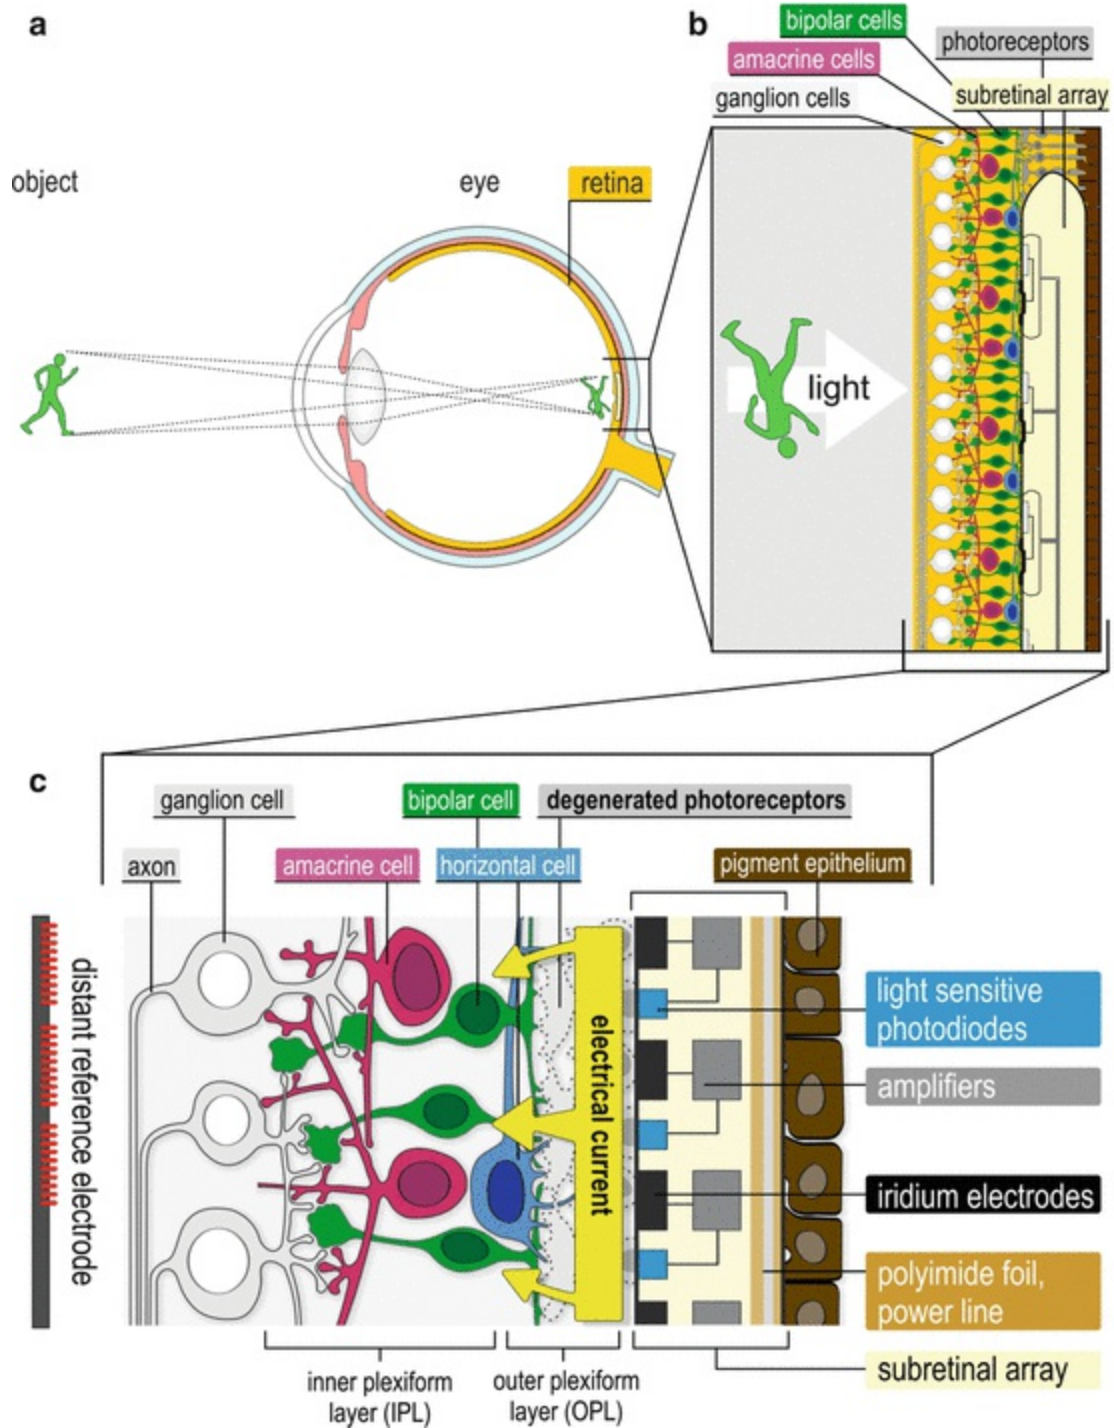 a
object
eye
retina
b
bipolar cells
amacrine cells
ganglion cells
photoreceptors
subretinal array
light
c
ganglion cell
bipolar cell
degenerated photoreceptors
axon
amacrine cell
horizontal cell
pigment epithelium
distant reference electrode
electrical current
light sensitive
photodiodes
amplifiers
iridium electrodes
polyimide foil,
power line
subretinal array
inner plexiform
layer (IPL)
outer plexiform
layer (OPL)